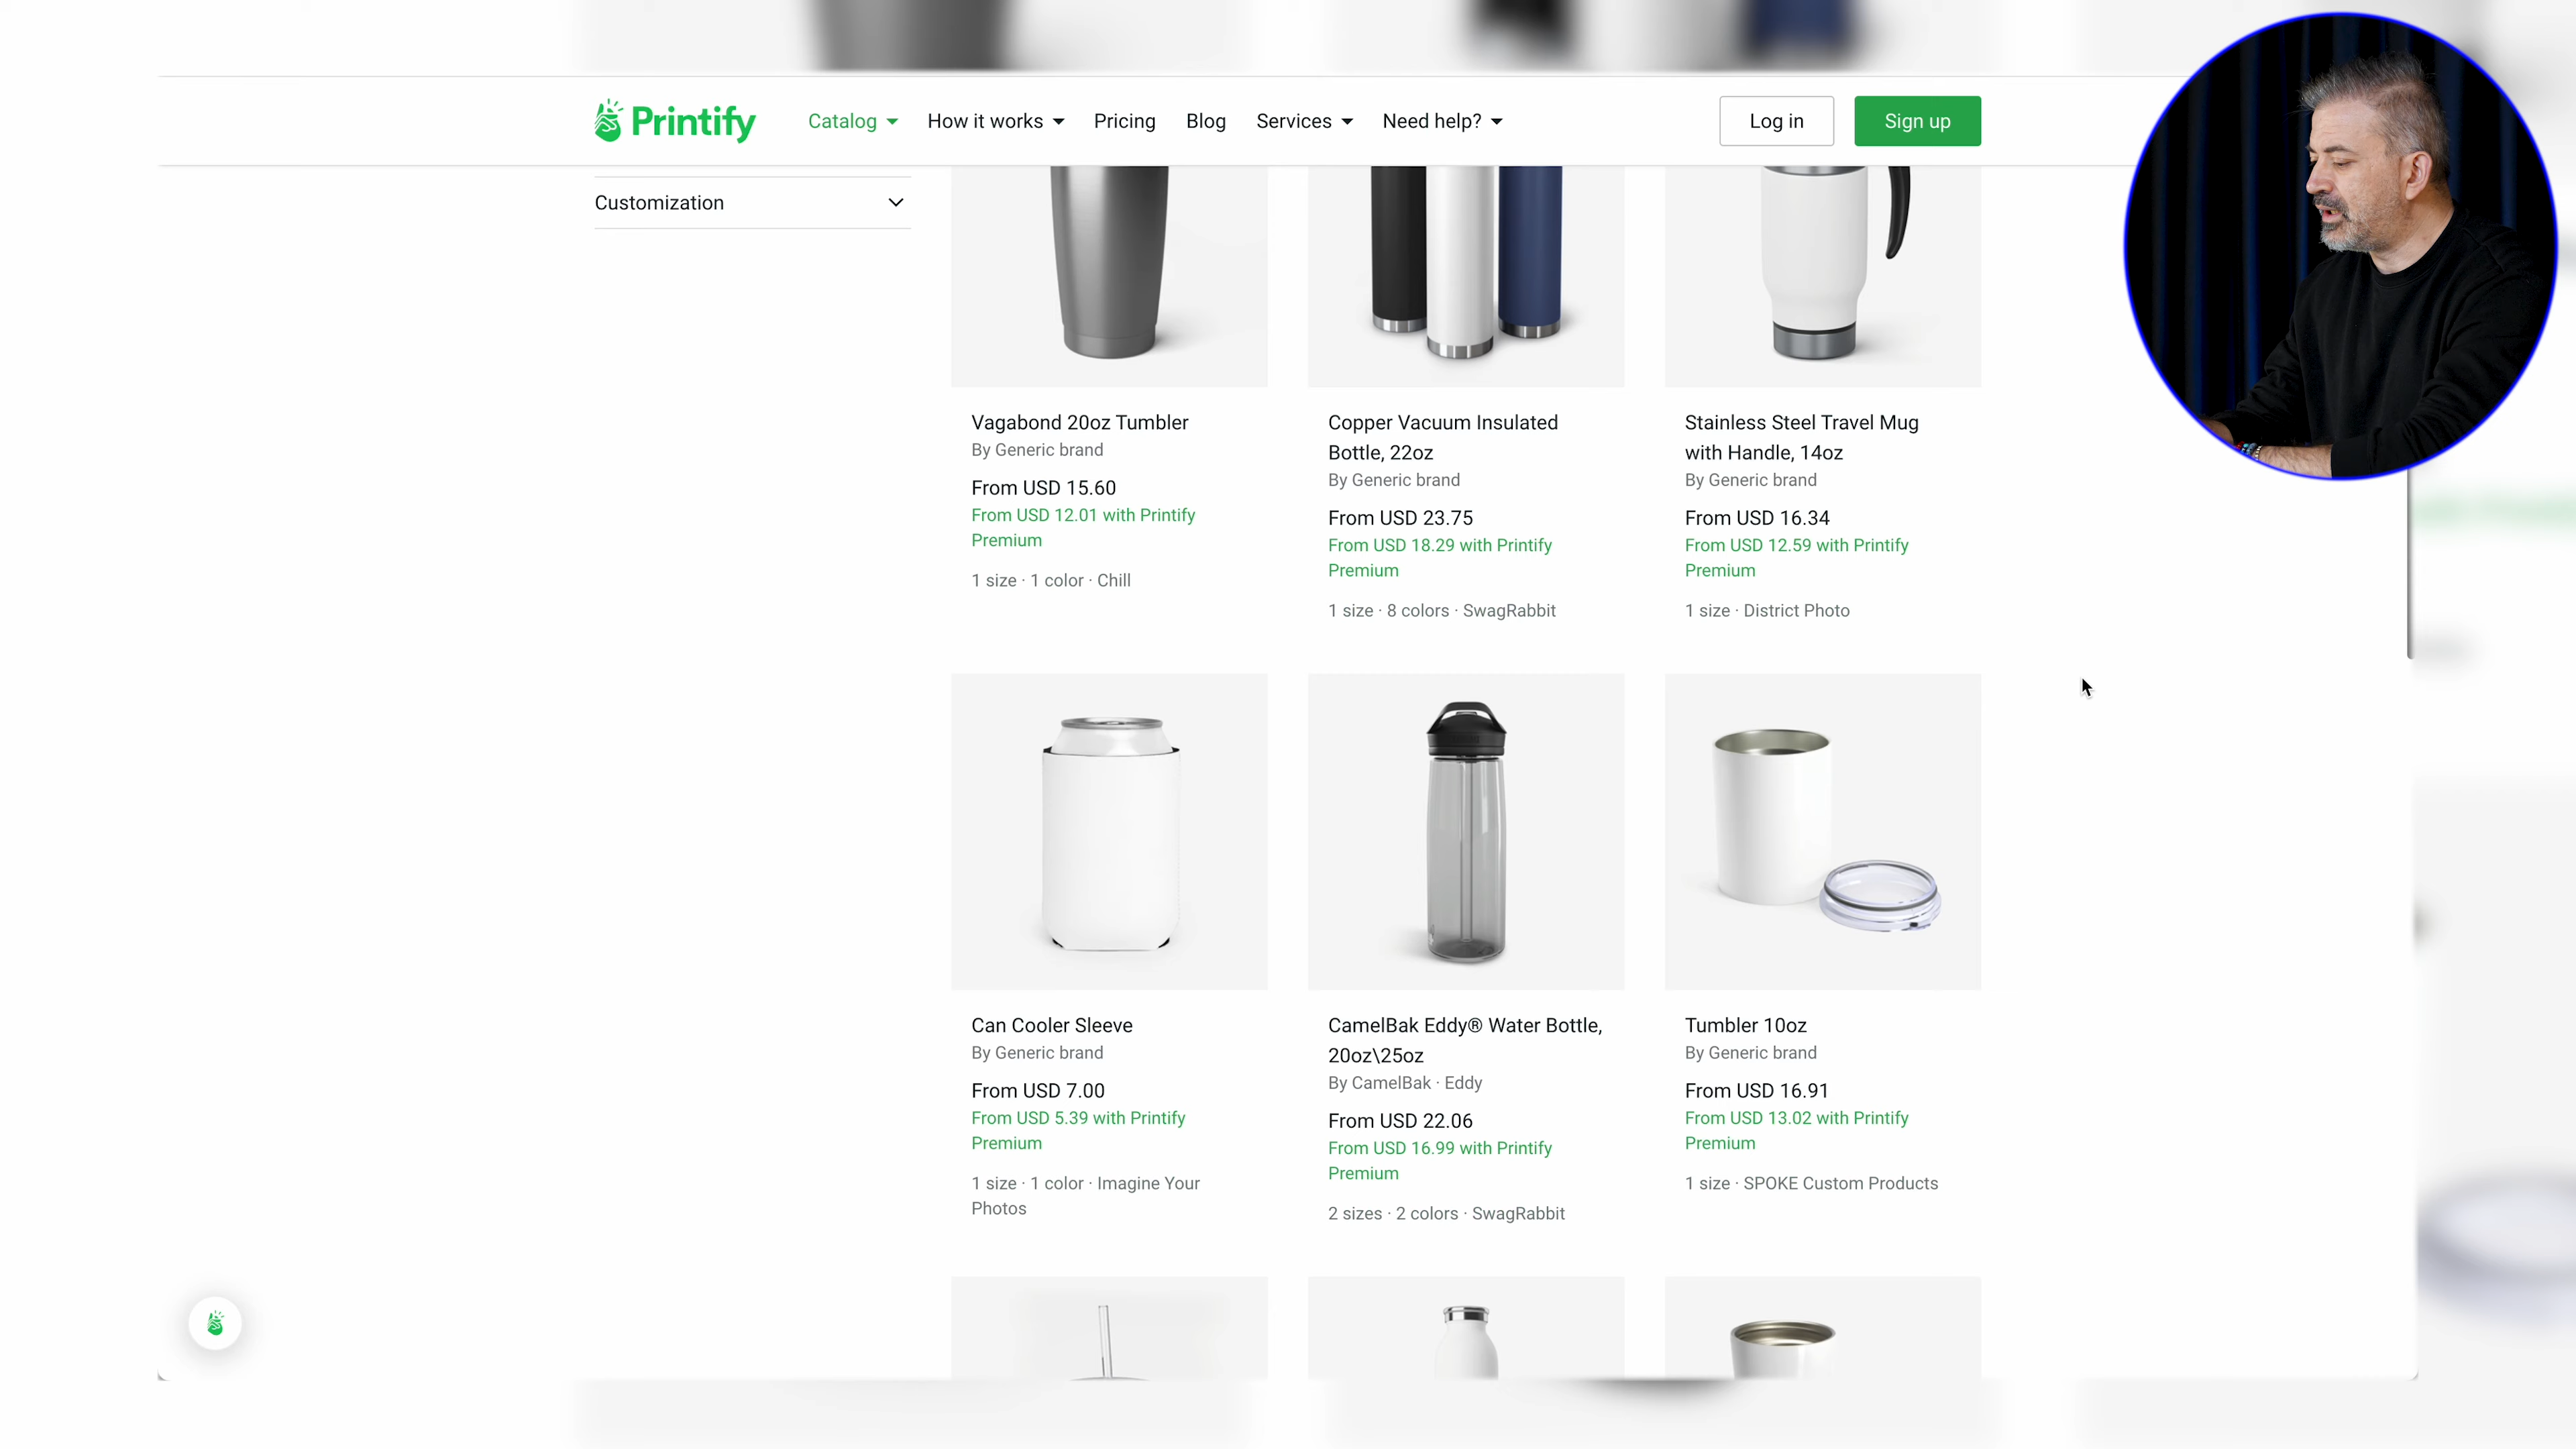 Printify
Catalog
How it works
Pricing
Blog
Services
Need help?
Log in
Sign up
Customization
Vagabond 20oz Tumbler
By Generic brand
From USD 15.60
From USD 12.01 with Printify
Premium
1 size · 1 color · Chill
Copper Vacuum Insulated
Bottle, 22oz
By Generic brand
From USD 23.75
From USD 18.29 with Printify
Premium
1 size · 8 colors · SwagRabbit
Stainless Steel Travel Mug
with Handle, 14oz
By Generic brand
From USD 16.34
From USD 12.59 with Printify
Premium
1 size · District Photo
Can Cooler Sleeve
By Generic brand
From USD 7.00
From USD 5.39 with Printify
Premium
1 size · 1 color · Imagine Your
Photos
CamelBak Eddy® Water Bottle,
20oz\25oz
By CamelBak · Eddy
From USD 22.06
From USD 16.99 with Printify
Premium
2 sizes · 2 colors · SwagRabbit
Tumbler 10oz
By Generic brand
From USD 16.91
From USD 13.02 with Printify
Premium
1 size · SPOKE Custom Products